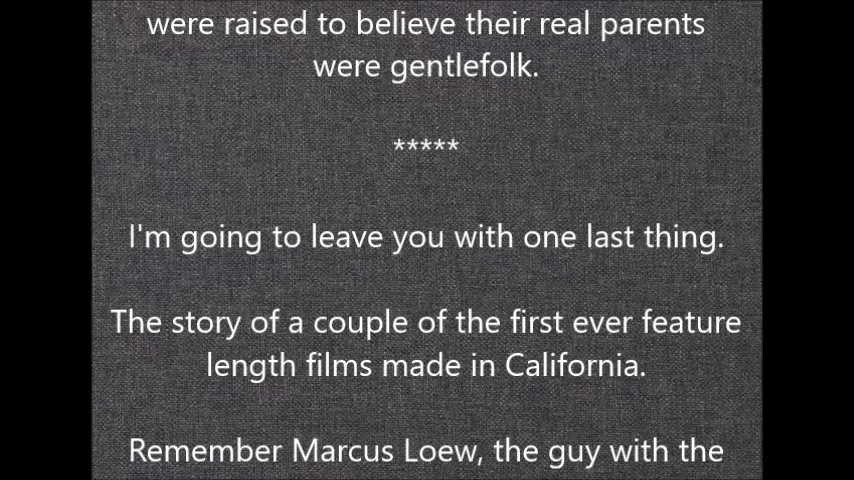 were raised to believe their real parents
were gentlefolk.
*****
I'm going to leave you with one last thing.
The story of a couple of the first ever feature
length films made in California.
Remember Marcus Loew, the guy with the